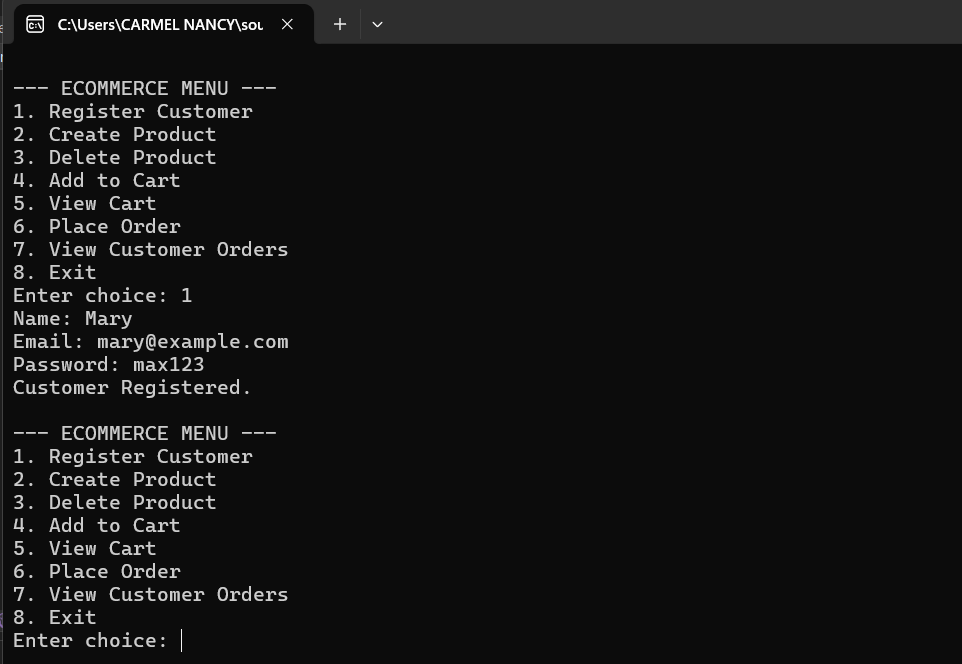 C:\Users\CARMEL NANCY\sou
--- ECOMMERCE MENU ---
1. Register Customer
2. Create Product
3. Delete Product
4. Add to Cart
5. View Cart
6. Place Order
7. View Customer Orders
8. Exit
Enter choice: 1
Name: Mary
Email: mary@example.com
Password: max123
Customer Registered.
--- ECOMMERCE MENU ---
1. Register Customer
2. Create Product
3. Delete Product
4. Add to Cart
5. View Cart
6. Place Order
7. View Customer Orders
8. Exit
Enter choice: